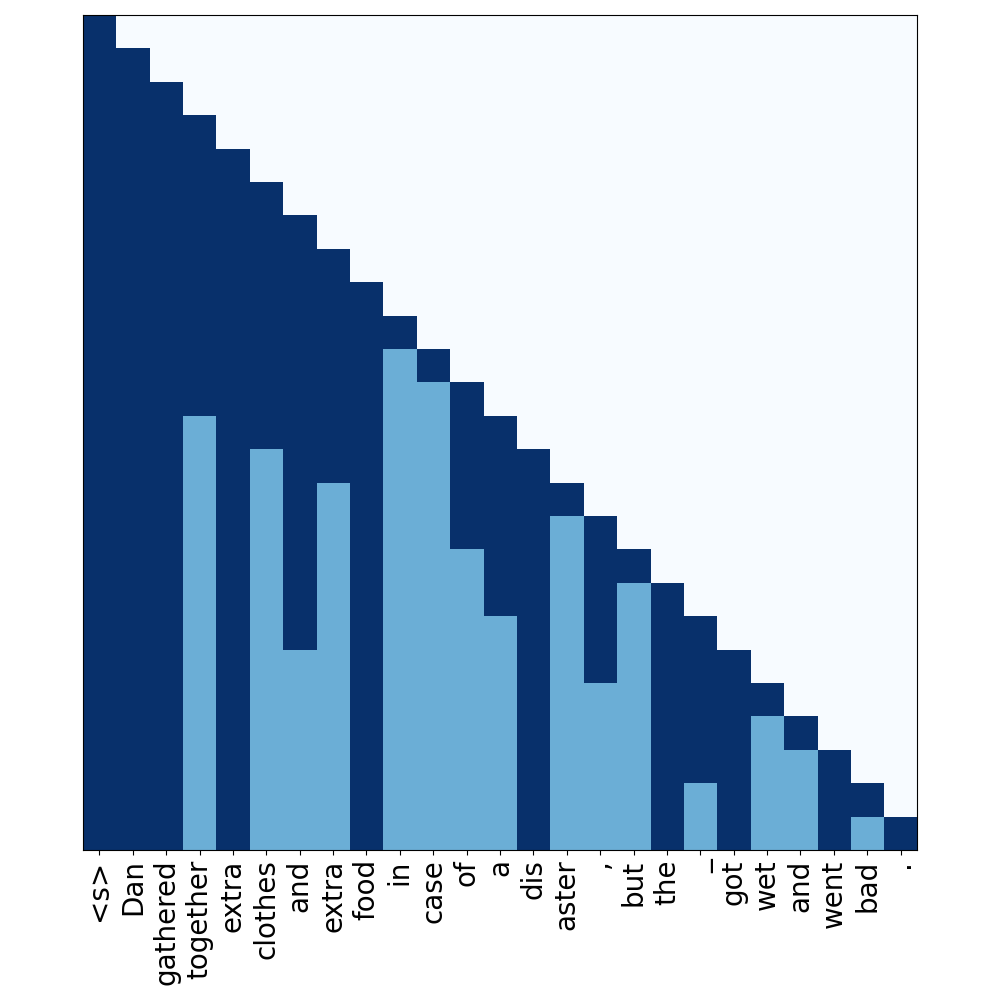 <s> Dan gathered together extra clothes and extra food in case of a dis aster , but the _ got wet and went bad .